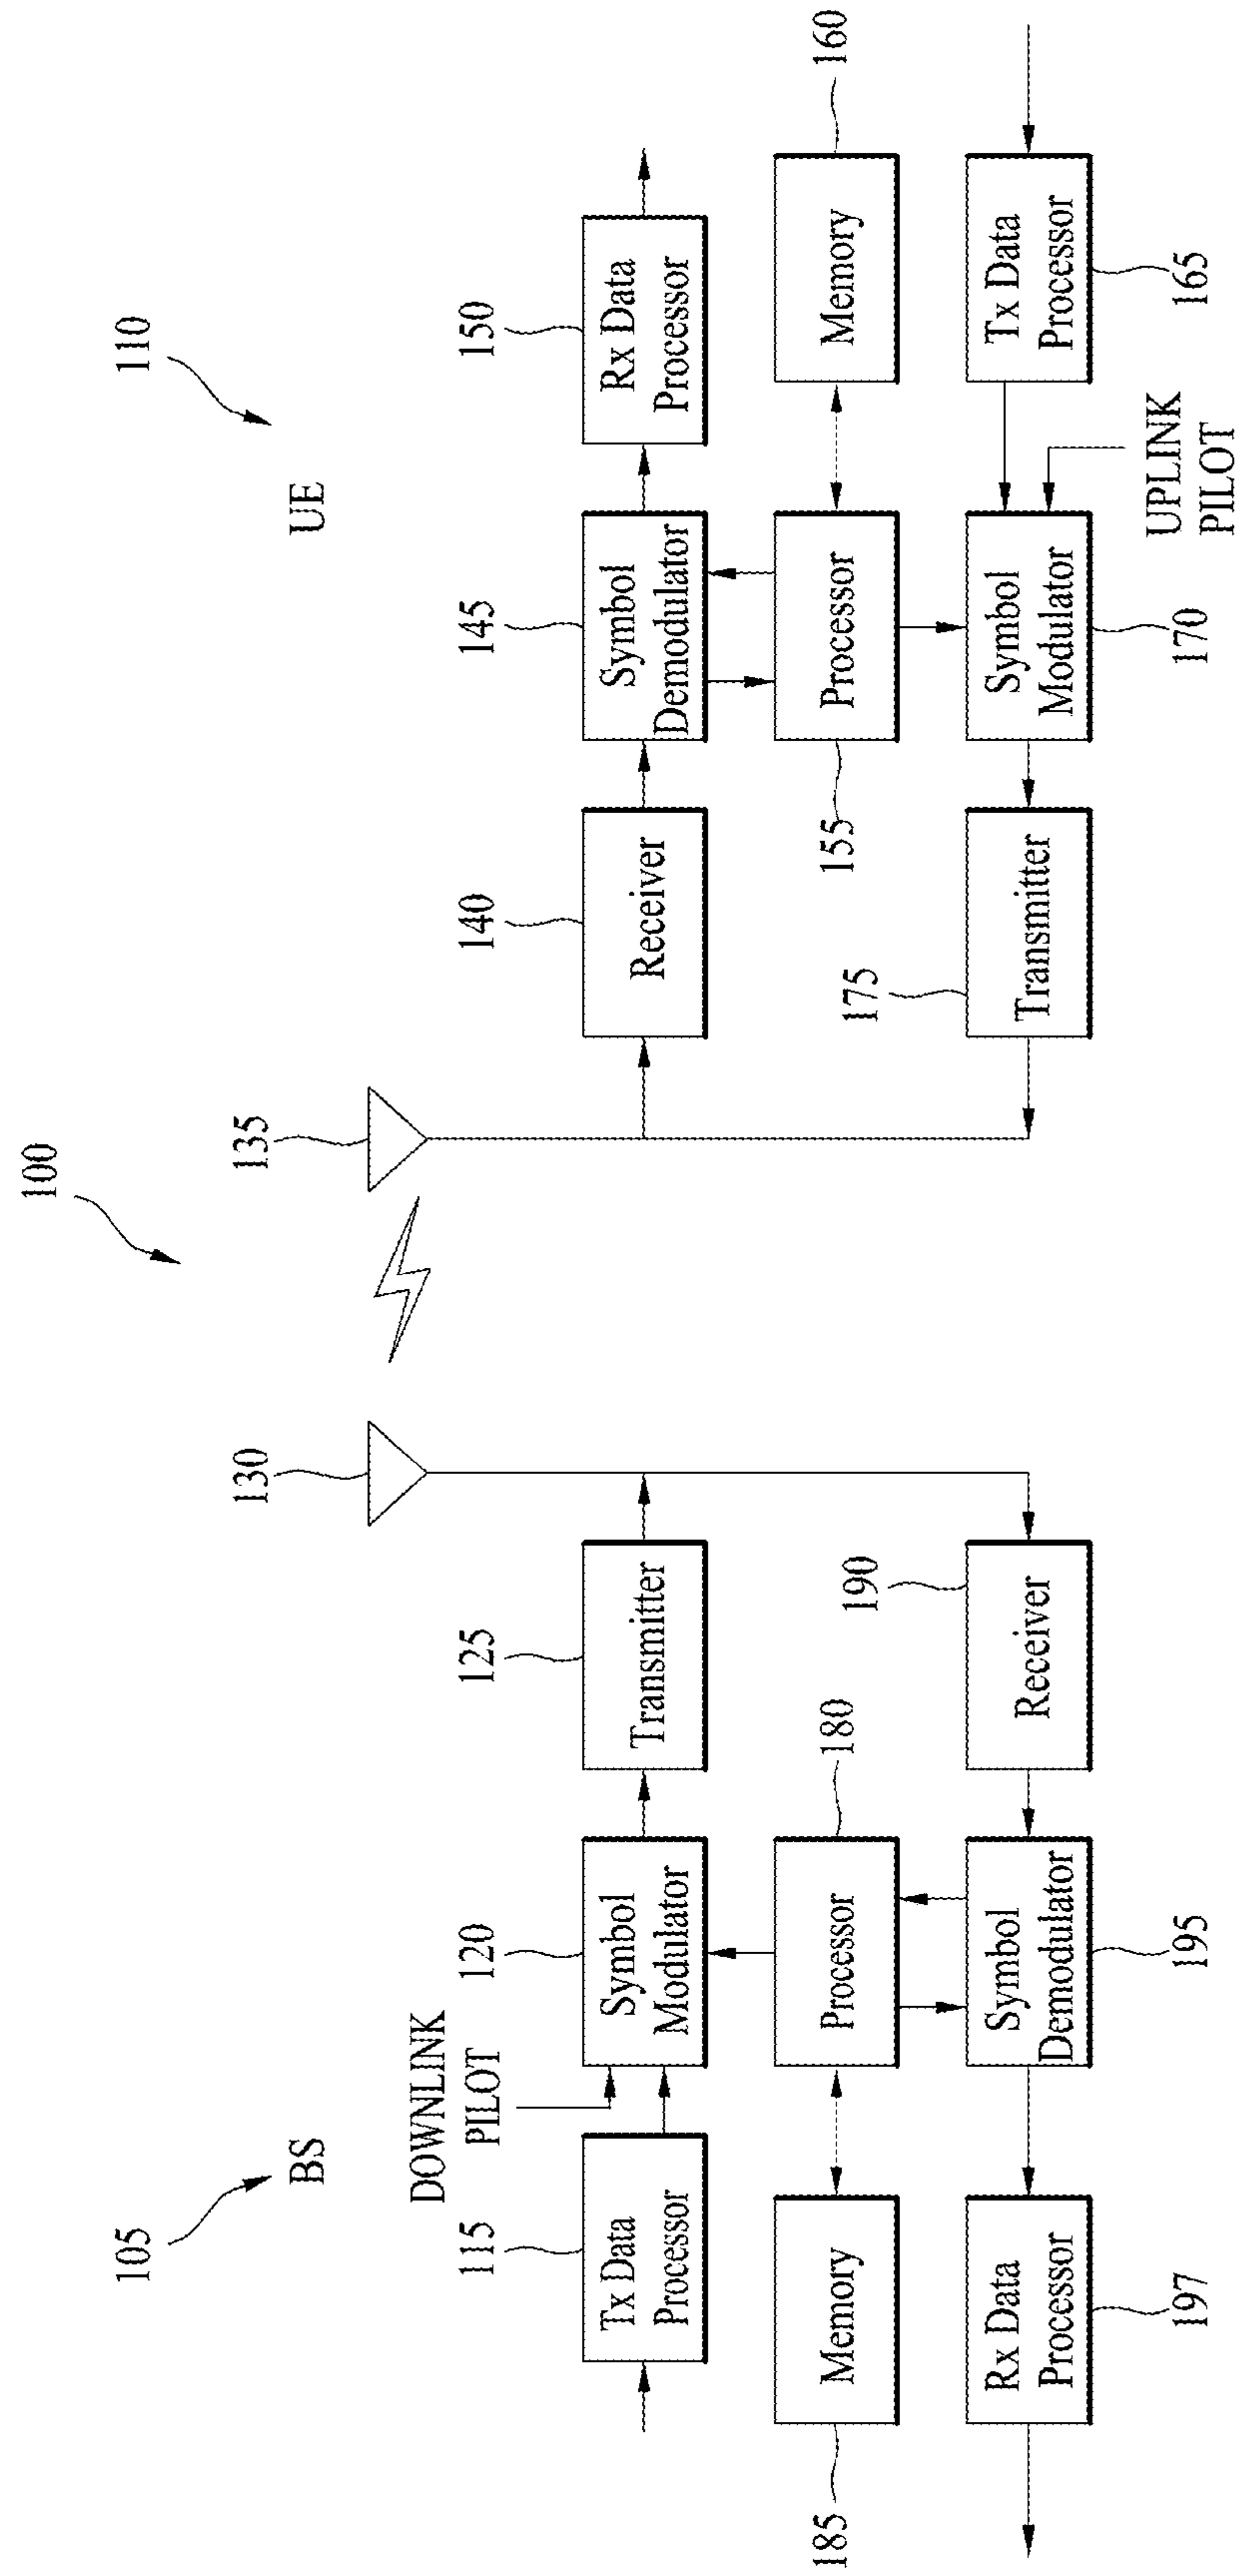 100
105
BS
110
UE
130
135
DOWNLINK
PILOT
115
Tx Data
Processor
120
Symbol
Modulator
125
Transmitter
140
Receiver
145
Symbol
Demodulator
150
Rx Data
Processor
185
Memory
Processor
180
155
Processor
Memory
160
Rx Data
Processor
197
Symbol
Demodulator
195
190
Receiver
175
Transmitter
Symbol
Modulator
170
UPLINK
PILOT
Tx Data
Processor
165